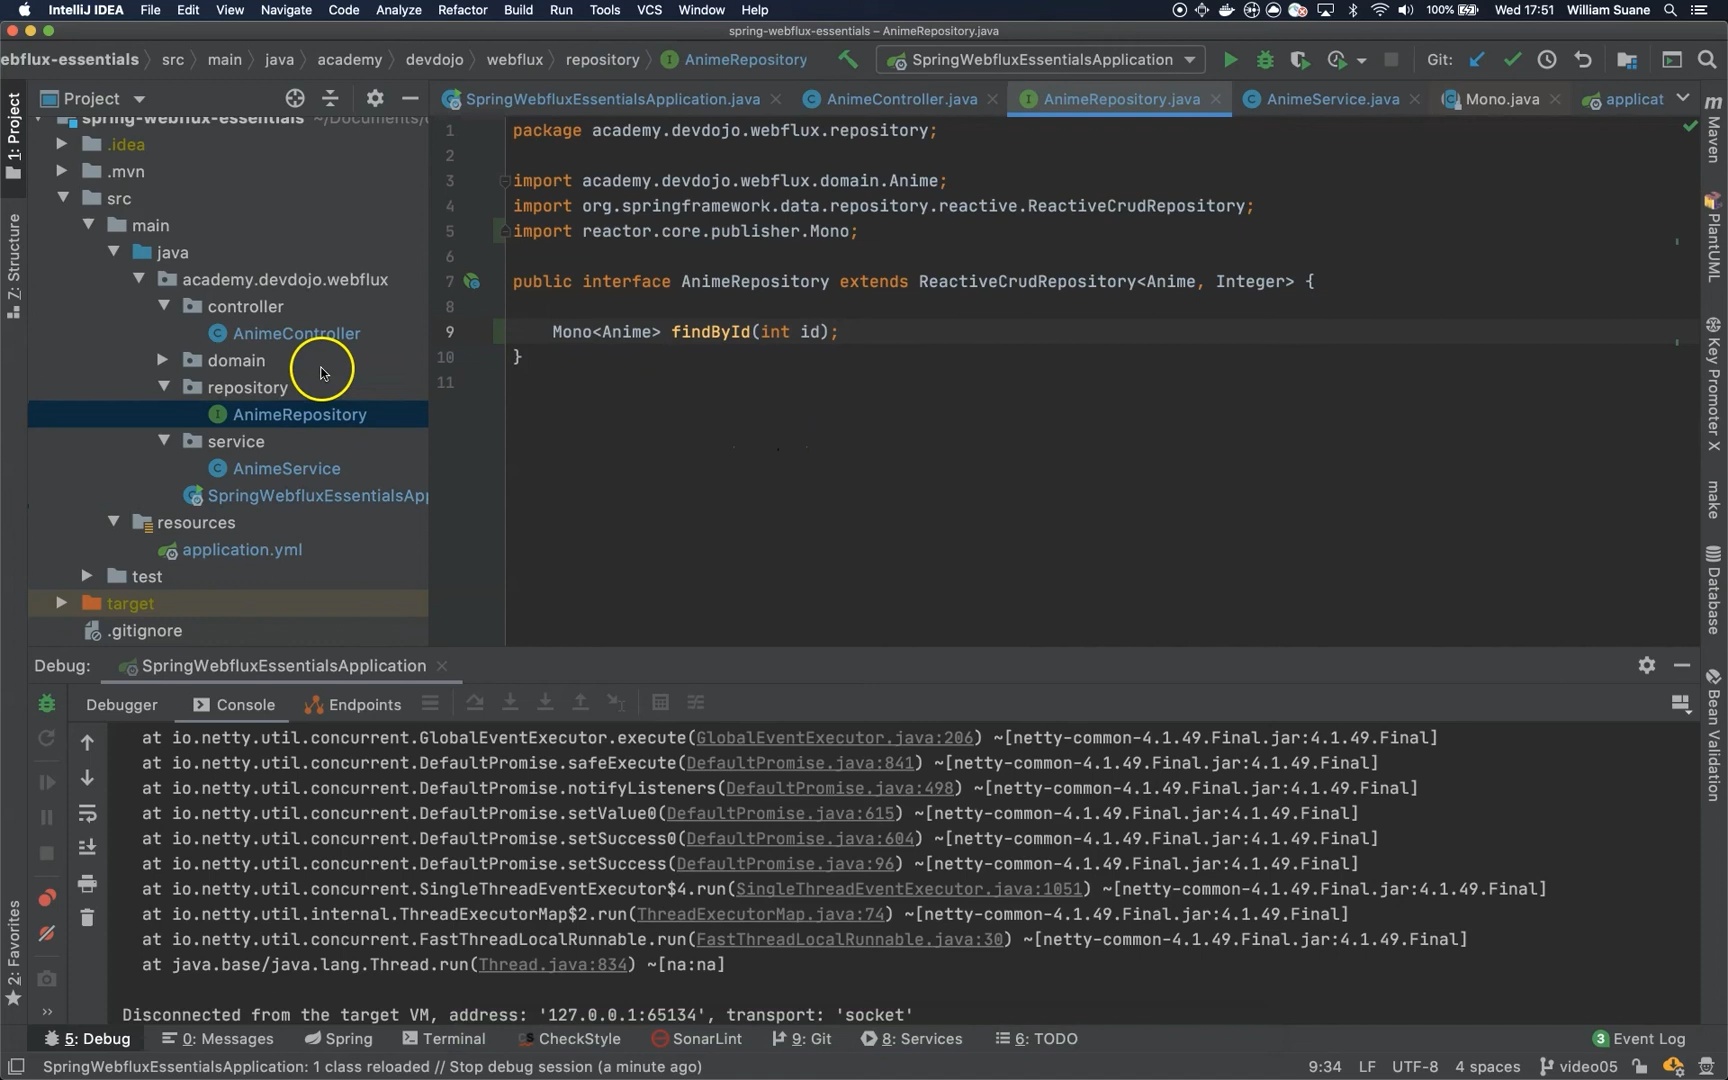 IntelliJ IDEA File Edit View Navigate Code Analyze Refactor Build Run Tools VCS Window Help 100% Wed 17:51 William Suane
spring-webflux-essentials – AnimeRepository.java
ebflux-essentials src main java academy devdojo webflux repository AnimeRepository SpringWebfluxEssentialsApplication Git:
Project SpringWebfluxEssentialsApplication.java AnimeController.java AnimeRepository.java AnimeService.java Mono.java applicat
1: Project
7: Structure
2: Favorites
spring-webflux-essentials ~/Documents/
.idea
.mvn
src
main
java
academy.devdojo.webflux
controller
AnimeController
domain
repository
AnimeRepository
service
AnimeService
SpringWebfluxEssentialsApp
resources
application.yml
test
target
.gitignore
1 package academy.devdojo.webflux.repository;
2
3 import academy.devdojo.webflux.domain.Anime;
4 import org.springframework.data.repository.reactive.ReactiveCrudRepository;
5 import reactor.core.publisher.Mono;
6
7 public interface AnimeRepository extends ReactiveCrudRepository<Anime, Integer> {
8
9 Mono<Anime> findById(int id);
10 }
11
Maven
PlantUML
Key Promoter X
make
Database
Bean Validation
Debug: SpringWebfluxEssentialsApplication
Debugger Console Endpoints
at io.netty.util.concurrent.GlobalEventExecutor.execute(GlobalEventExecutor.java:206) ~[netty-common-4.1.49.Final.jar:4.1.49.Final]
at io.netty.util.concurrent.DefaultPromise.safeExecute(DefaultPromise.java:841) ~[netty-common-4.1.49.Final.jar:4.1.49.Final]
at io.netty.util.concurrent.DefaultPromise.notifyListeners(DefaultPromise.java:498) ~[netty-common-4.1.49.Final.jar:4.1.49.Final]
at io.netty.util.concurrent.DefaultPromise.setValue0(DefaultPromise.java:615) ~[netty-common-4.1.49.Final.jar:4.1.49.Final]
at io.netty.util.concurrent.DefaultPromise.setSuccess0(DefaultPromise.java:604) ~[netty-common-4.1.49.Final.jar:4.1.49.Final]
at io.netty.util.concurrent.DefaultPromise.setSuccess(DefaultPromise.java:96) ~[netty-common-4.1.49.Final.jar:4.1.49.Final]
at io.netty.util.concurrent.SingleThreadEventExecutor$4.run(SingleThreadEventExecutor.java:1051) ~[netty-common-4.1.49.Final.jar:4.1.49.Final]
at io.netty.util.internal.ThreadExecutorMap$2.run(ThreadExecutorMap.java:74) ~[netty-common-4.1.49.Final.jar:4.1.49.Final]
at io.netty.util.concurrent.FastThreadLocalRunnable.run(FastThreadLocalRunnable.java:30) ~[netty-common-4.1.49.Final.jar:4.1.49.Final]
at java.base/java.lang.Thread.run(Thread.java:834) ~[na:na]
Disconnected from the target VM, address: '127.0.0.1:65134', transport: 'socket'
5: Debug 0: Messages Spring Terminal CheckStyle SonarLint 9: Git 8: Services 6: TODO 3 Event Log
SpringWebfluxEssentialsApplication: 1 class reloaded // Stop debug session (a minute ago) 9:34 LF UTF-8 4 spaces video05